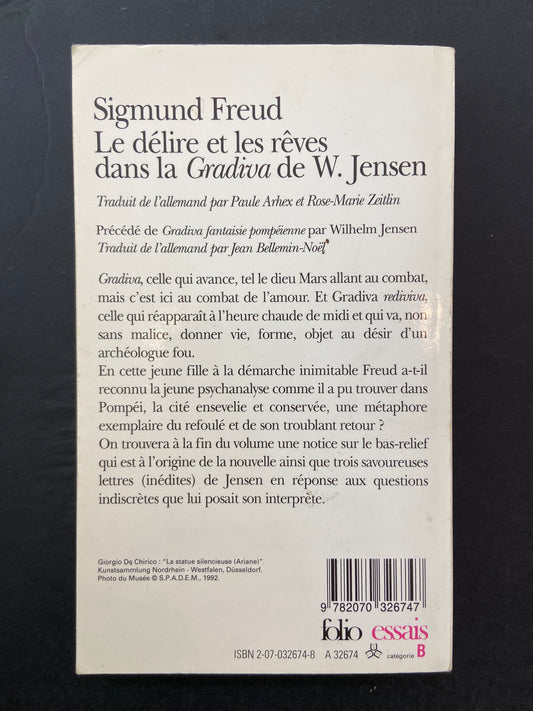 Sigmund Freud
Le délire et les rêves
dans la Gradiva de W. Jensen
Traduit de l'allemand par Paule Arhex et Rose-Marie Zeitlin
Précédé de Gradiva fantaisie pompéienne par Wilhelm Jensen
Traduit de l'allemand par Jean Bellemin-Noël
Gradiva, celle qui avance, tel le dieu Mars allant au combat,
mais c'est ici au combat de l'amour. Et Gradiva rediviva,
celle qui réapparaît à l'heure chaude de midi et qui va, non
sans malice, donner vie, forme, objet au désir d'un
archéologue fou.
En cette jeune fille à la démarche inimitable Freud a-t-il
reconnu la jeune psychanalyse comme il a pu trouver dans
Pompéi, la cité ensevelie et conservée, une métaphore
exemplaire du refoulé et de son troublant retour ?
On trouvera à la fin du volume une notice sur le bas-relief
qui est à l'origine de la nouvelle ainsi que trois savoureuses
lettres (inédites) de Jensen en réponse aux questions
indiscrètes que lui posait son interprète.
Giorgio De Chirico : "La statue silencieuse (Ariane)".
Kunstsammlung Nordrhein - Westfalen, Düsseldorf.
Photo du Musée © S.P.A.D.E.M., 1992.
9 782070 326747
folio essais
ISBN 2-07-032674-8 A 32674 catégorie B